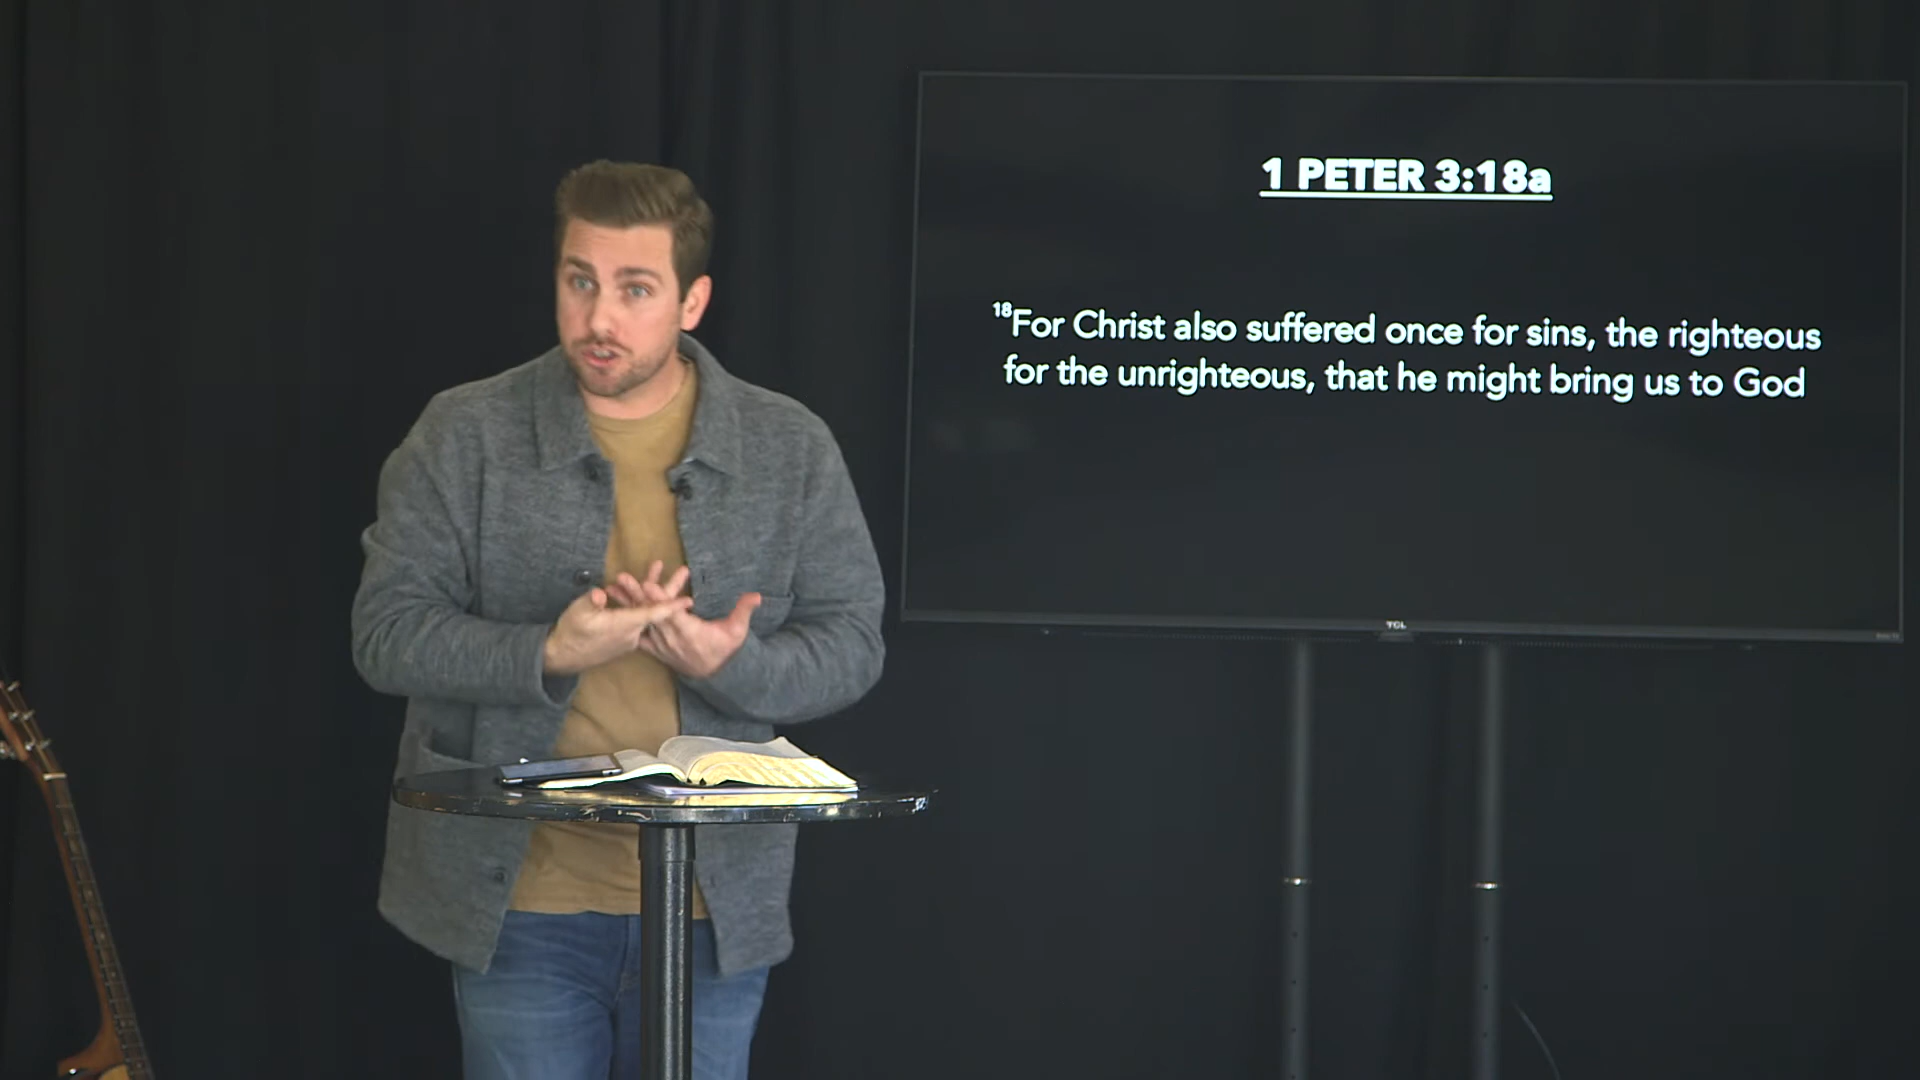 1 PETER 3:18a
18For Christ also suffered once for sins, the righteous
for the unrighteous, that he might bring us to God
TCL